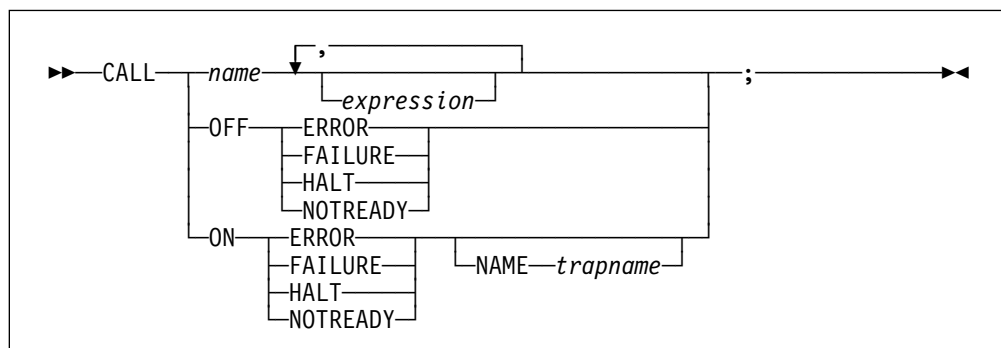 ,
CALL name ;
expression
OFF ERROR
FAILURE
HALT
NOTREADY
ON ERROR
FAILURE NAME trapname
HALT
NOTREADY